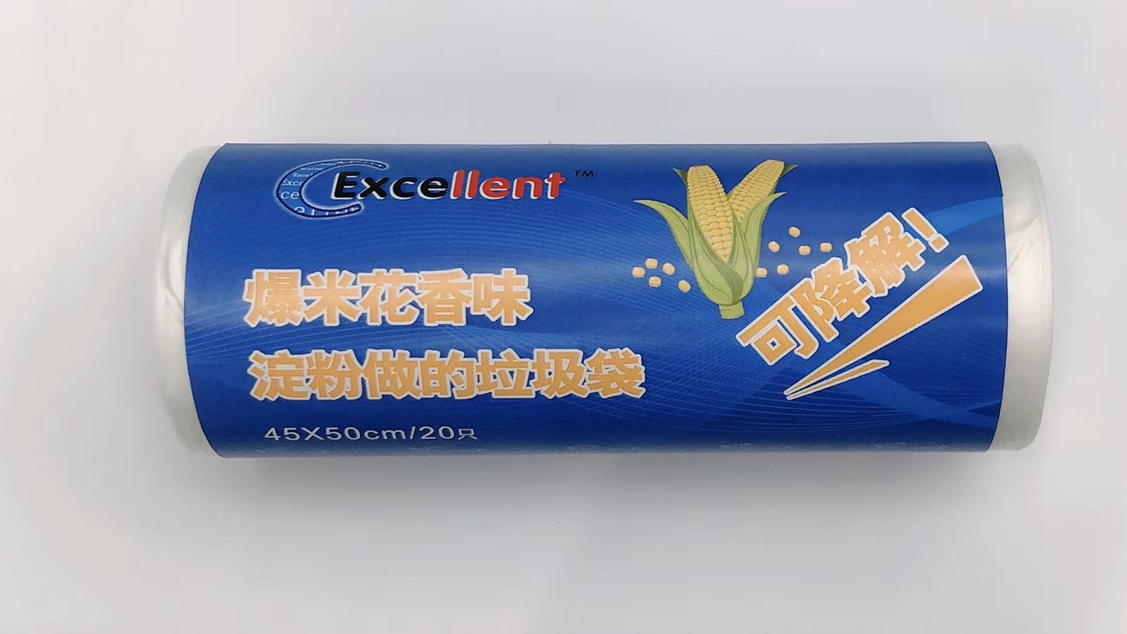 Excellent™
爆米花香味
可降解!
淀粉做的垃圾袋
45X50cm/20只